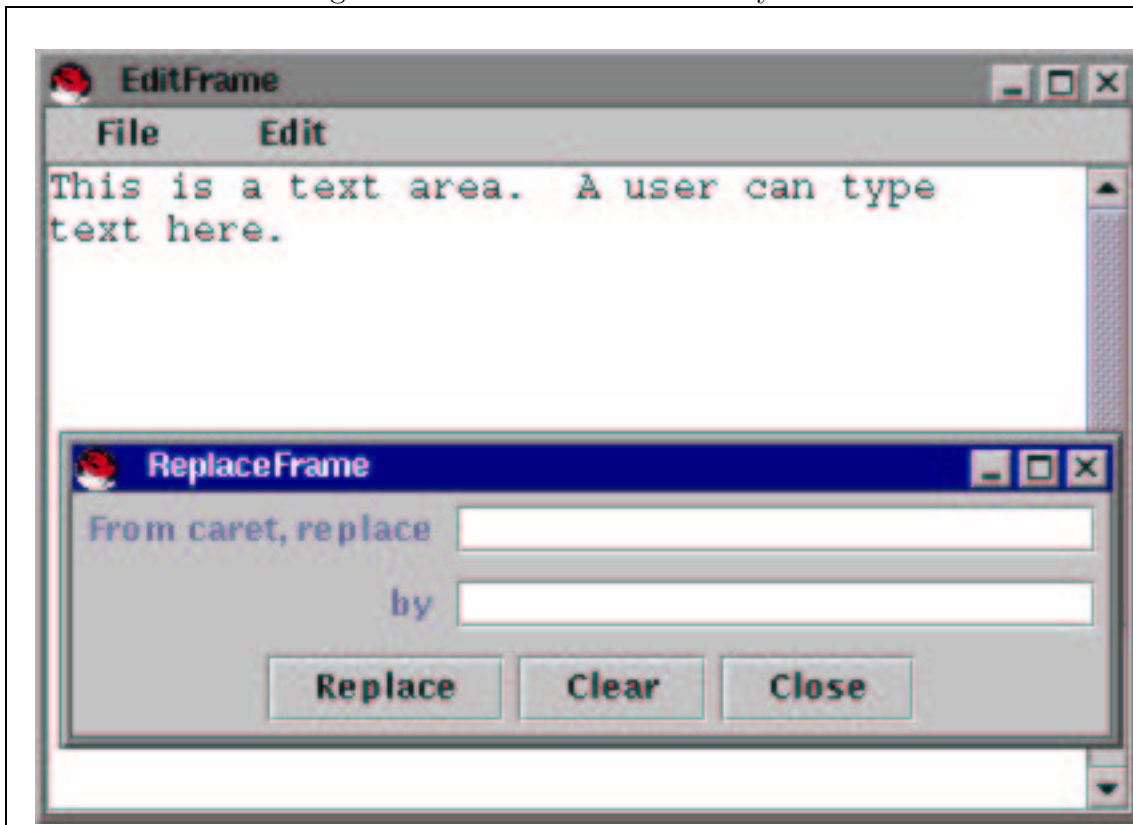 EditFrame
File Edit
This is a text area.  A user can type
text here.
ReplaceFrame
From caret, replace
by
Replace Clear Close